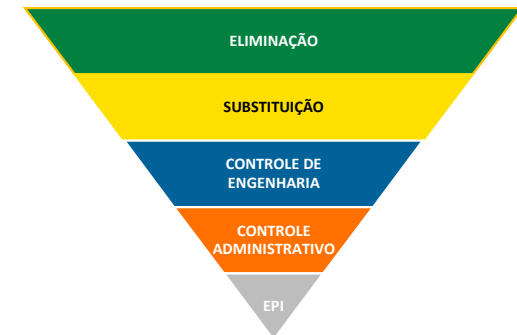 ELIMINAÇÃO
SUBSTITUIÇÃO
CONTROLE DE
ENGENHARIA
CONTROLE
ADMINISTRATIVO
EPI